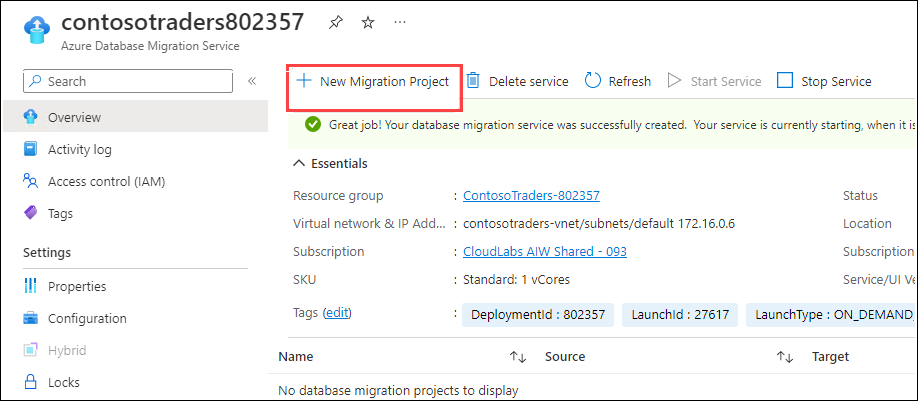 contosotraders802357
Azure Database Migration Service
Search
Overview
Activity log
Access control (IAM)
Tags
Settings
Properties
Configuration
Hybrid
Locks
New Migration Project Delete service Refresh Start Service Stop Service
Great job! Your database migration service was successfully created. Your service is currently starting, when it is
Essentials
Resource group : ContosoTraders-802357 Status
Virtual network & IP Add... : contosotraders-vnet/subnets/default 172.16.0.6 Location
Subscription : CloudLabs AIW Shared - 093 Subscription
SKU : Standard: 1 vCores Service/UI Ve
Tags (edit) : DeploymentId : 802357 LaunchId : 27617 LaunchType : ON_DEMAND_
Name Source Target
No database migration projects to display